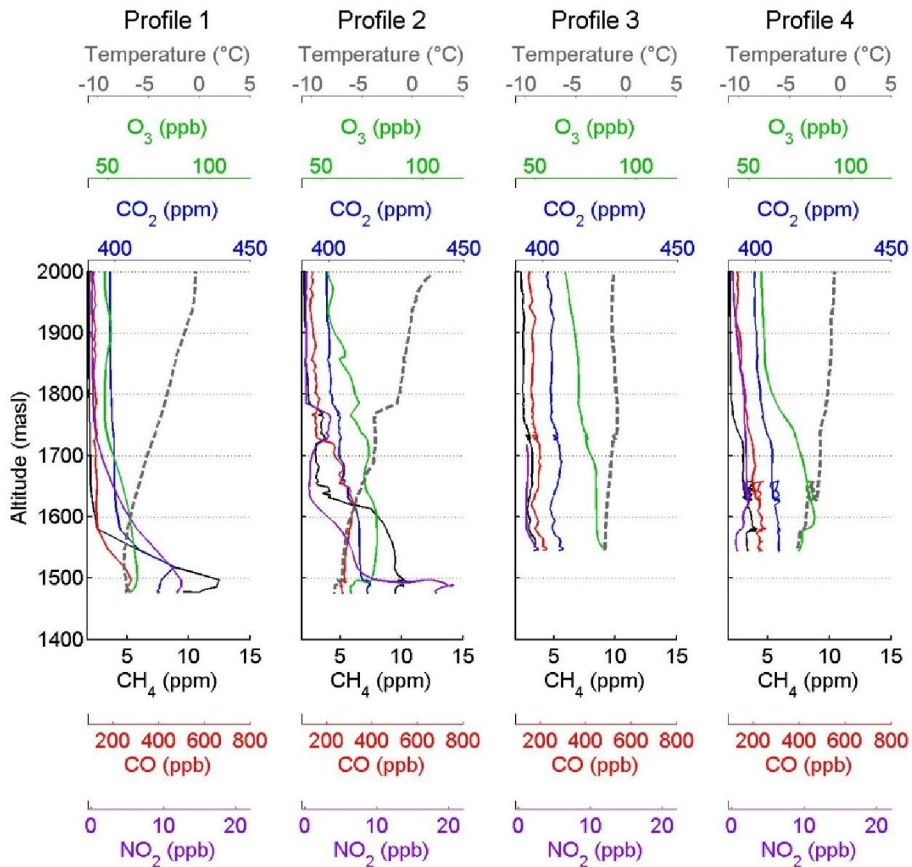 Profile 1 Profile 2 Profile 3 Profile 4
Temperature (°C) Temperature (°C) Temperature (°C) Temperature (°C)
-10 -5 0 5 -10 -5 0 5 -10 -5 0 5 -10 -5 0 5
O3 (ppb) O3 (ppb) O3 (ppb) O3 (ppb)
50 100 50 100 50 100 50 100
CO2 (ppm) CO2 (ppm) CO2 (ppm) CO2 (ppm)
400 450 400 450 400 450 400 450
2000
1900
1800
1700
Altitude (masl)
1600
1500
1400
5 10 15 5 10 15 5 10 15 5 10 15
CH4 (ppm) CH4 (ppm) CH4 (ppm) CH4 (ppm)
200 400 600 800 200 400 600 800 200 400 600 800 200 400 600 800
CO (ppb) CO (ppb) CO (ppb) CO (ppb)
0 10 20 0 10 20 0 10 20 0 10 20
NO2 (ppb) NO2 (ppb) NO2 (ppb) NO2 (ppb)